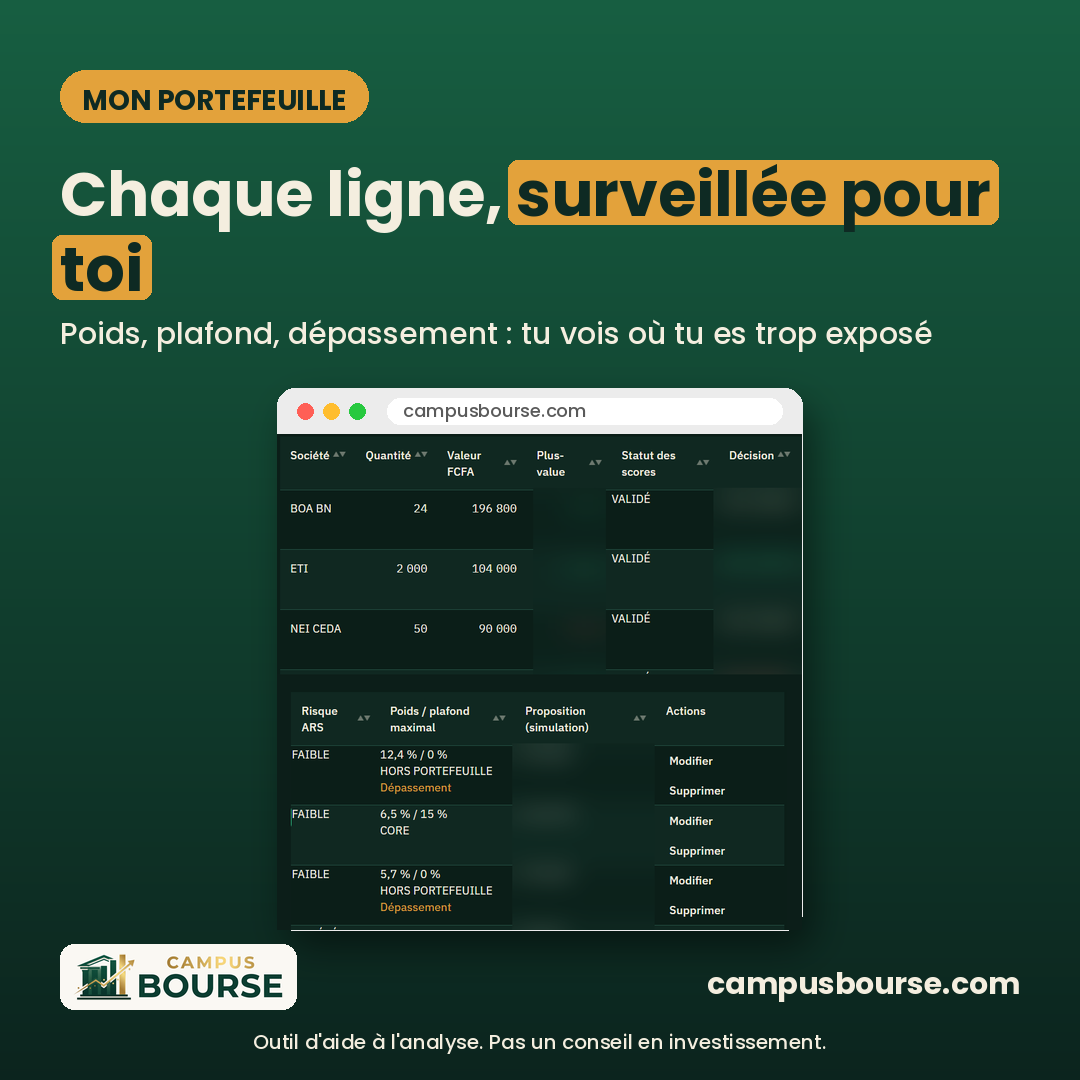 MON PORTEFEUILLE
Chaque ligne, surveillée pour
toi
Poids, plafond, dépassement : tu vois où tu es trop exposé
campusbourse.com
Société Quantité Valeur FCFA Plus-value Statut des scores Décision
BOA BN 24 196 800 VALIDÉ
ETI 2 000 104 000 VALIDÉ
NEI CEDA 50 90 000 VALIDÉ
Risque ARS Poids / plafond maximal Proposition (simulation) Actions
FAIBLE 12,4 % / 0 % Modifier
HORS PORTEFEUILLE
Dépassement Supprimer
FAIBLE 6,5 % / 15 % Modifier
CORE
Supprimer
FAIBLE 5,7 % / 0 % Modifier
HORS PORTEFEUILLE
Dépassement Supprimer
CAMPUS
BOURSE
campusbourse.com
Outil d'aide à l'analyse. Pas un conseil en investissement.